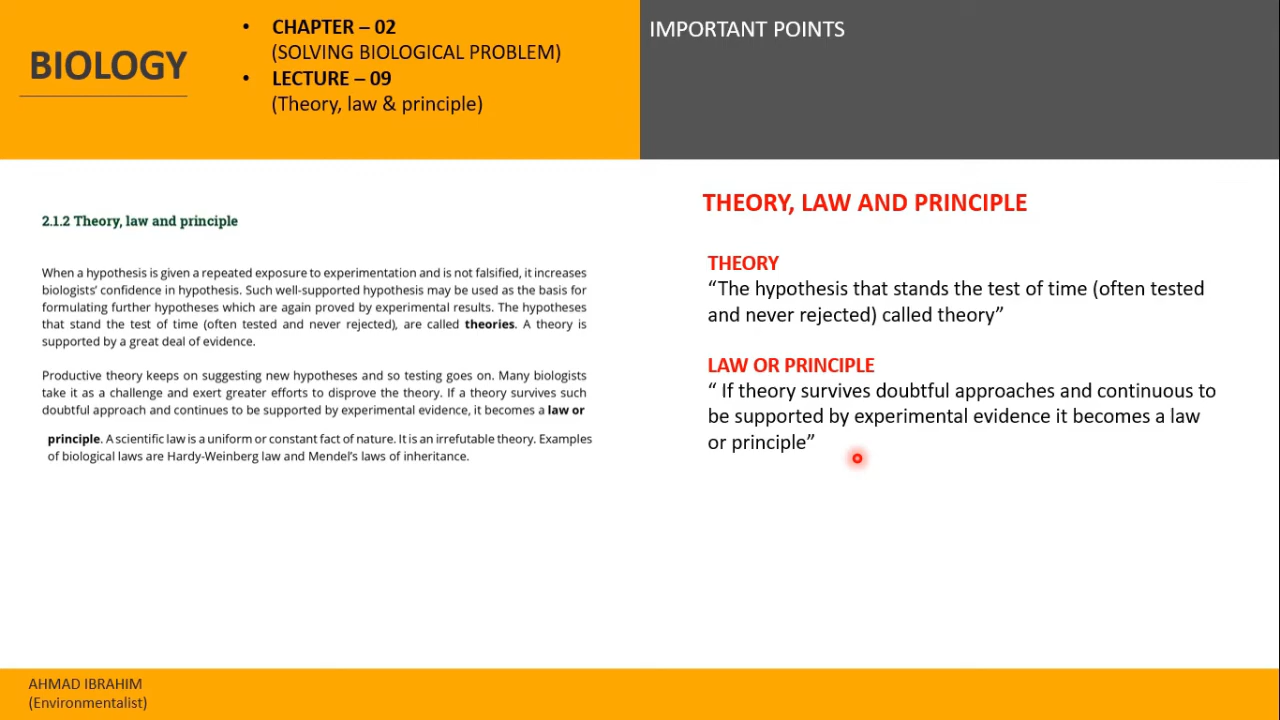 BIOLOGY
• CHAPTER – 02
(SOLVING BIOLOGICAL PROBLEM)
• LECTURE – 09
(Theory, law & principle)
IMPORTANT POINTS
2.1.2 Theory, law and principle
When a hypothesis is given a repeated exposure to experimentation and is not falsified, it increases
biologists' confidence in hypothesis. Such well-supported hypothesis may be used as the basis for
formulating further hypotheses which are again proved by experimental results. The hypotheses
that stand the test of time (often tested and never rejected), are called theories. A theory is
supported by a great deal of evidence.
Productive theory keeps on suggesting new hypotheses and so testing goes on. Many biologists
take it as a challenge and exert greater efforts to disprove the theory. If a theory survives such
doubtful approach and continues to be supported by experimental evidence, it becomes a law or
principle. A scientific law is a uniform or constant fact of nature. It is an irrefutable theory. Examples
of biological laws are Hardy-Weinberg law and Mendel's laws of inheritance.
THEORY, LAW AND PRINCIPLE
THEORY
“The hypothesis that stands the test of time (often tested
and never rejected) called theory”
LAW OR PRINCIPLE
“ If theory survives doubtful approaches and continuous to
be supported by experimental evidence it becomes a law
or principle”
AHMAD IBRAHIM
(Environmentalist)